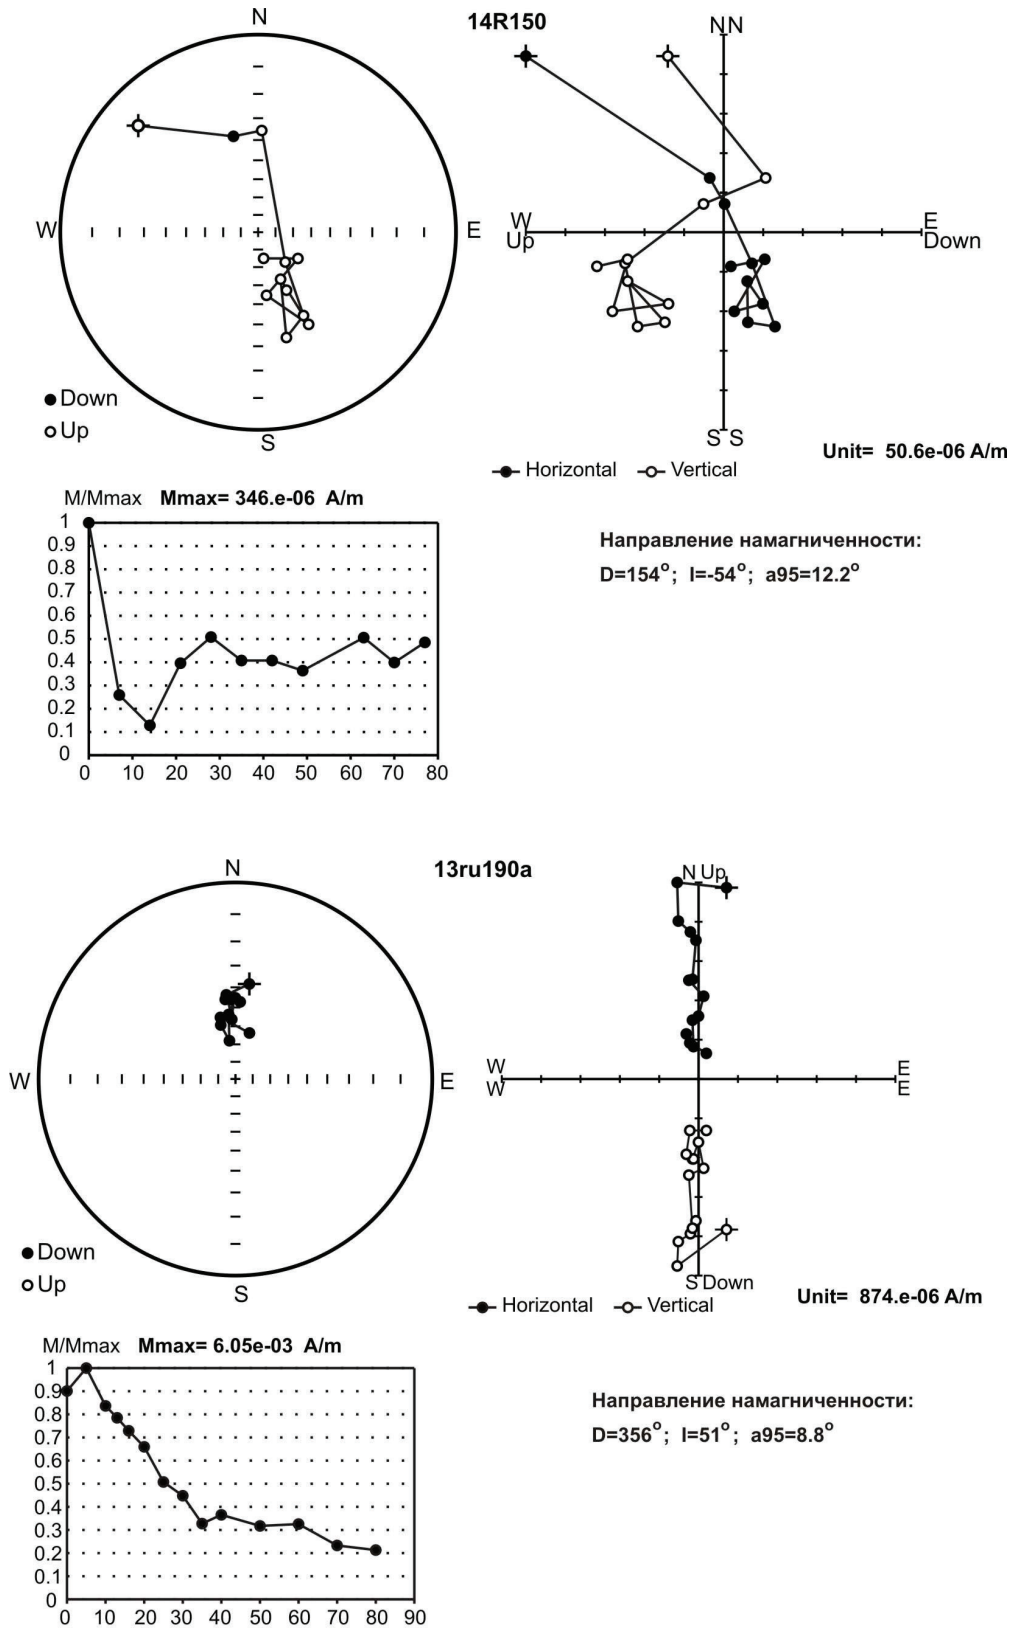 14R150
N
W
E
S
Down
Up
N N
W
Up
E
Down
S S
Unit= 50.6e-06 A/m
Horizontal Vertical
M/Mmax Mmax= 346.e-06 A/m
1
0.9
0.8
0.7
0.6
0.5
0.4
0.3
0.2
0.1
0
0 10 20 30 40 50 60 70 80
Направление намагниченности:
D=154°; I=-54°; a95=12.2°
13ru190a
N
W
E
S
Down
Up
N Up
W
W
E
E
S Down
Unit= 874.e-06 A/m
Horizontal Vertical
M/Mmax Mmax= 6.05e-03 A/m
1
0.9
0.8
0.7
0.6
0.5
0.4
0.3
0.2
0.1
0
0 10 20 30 40 50 60 70 80 90
Направление намагниченности:
D=356°; I=51°; a95=8.8°